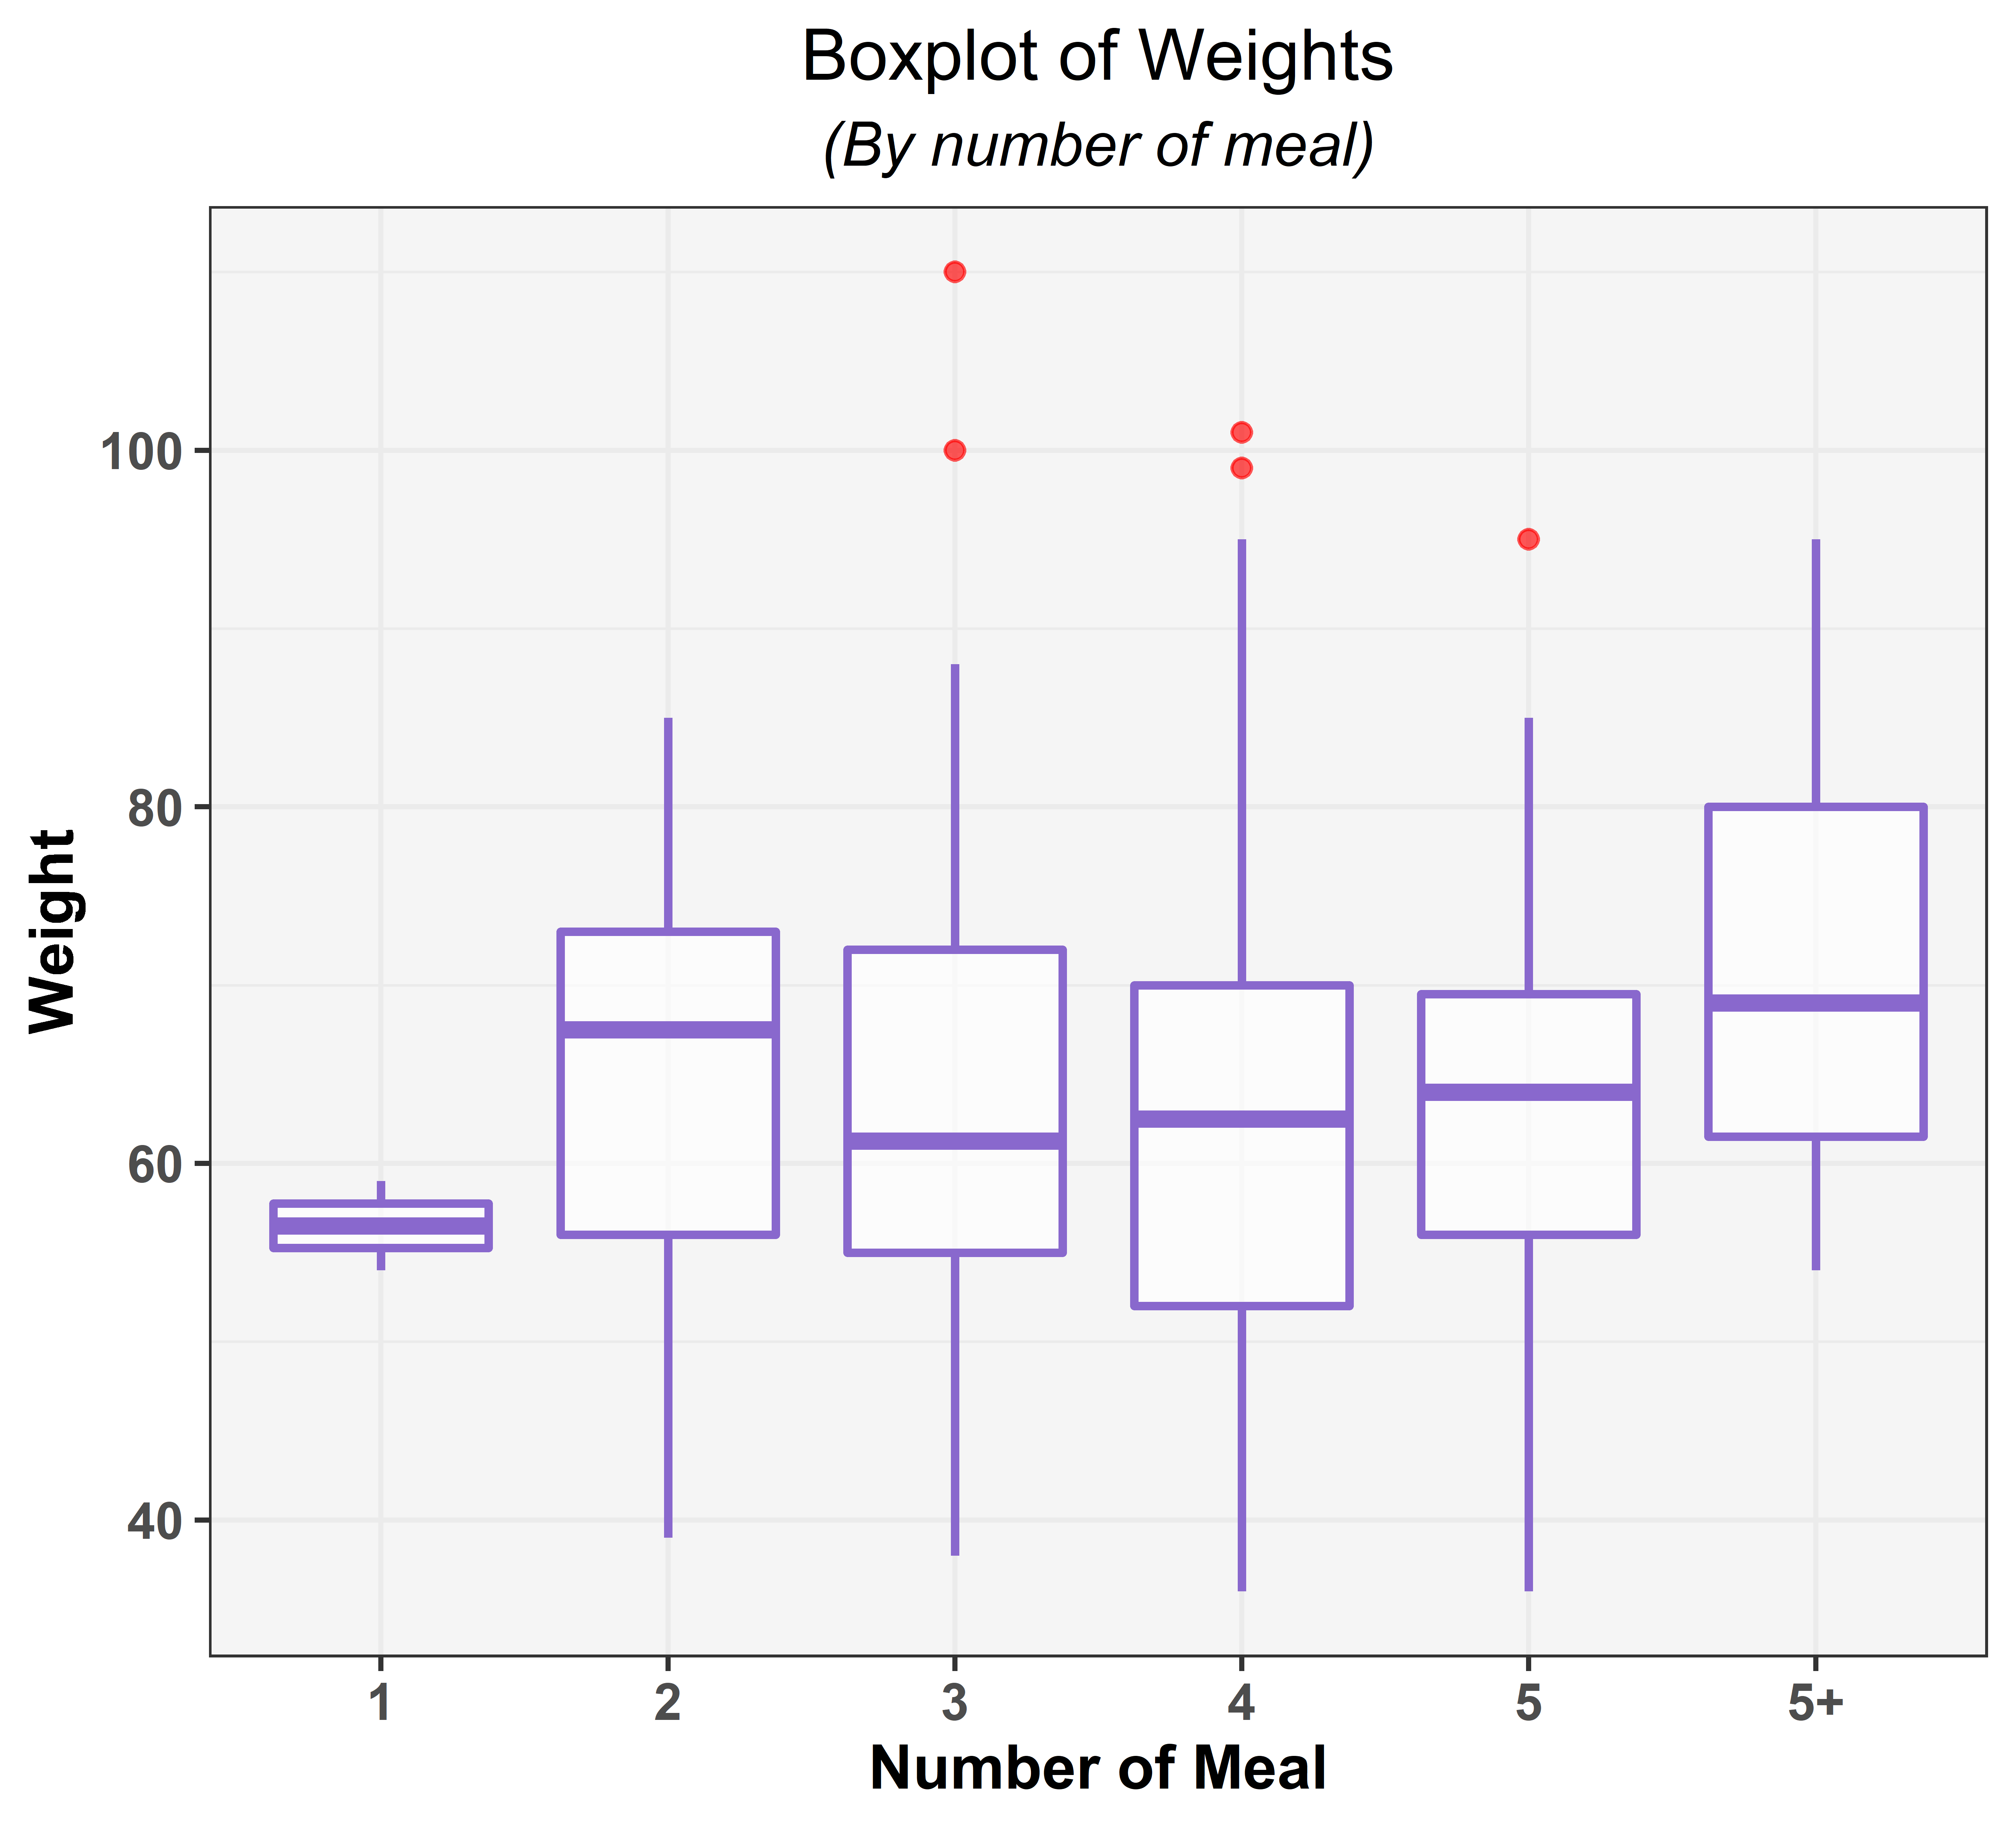 Boxplot of Weights
(By number of meal)
Weight
100
80
60
40
1 2 3 4 5 5+
Number of Meal